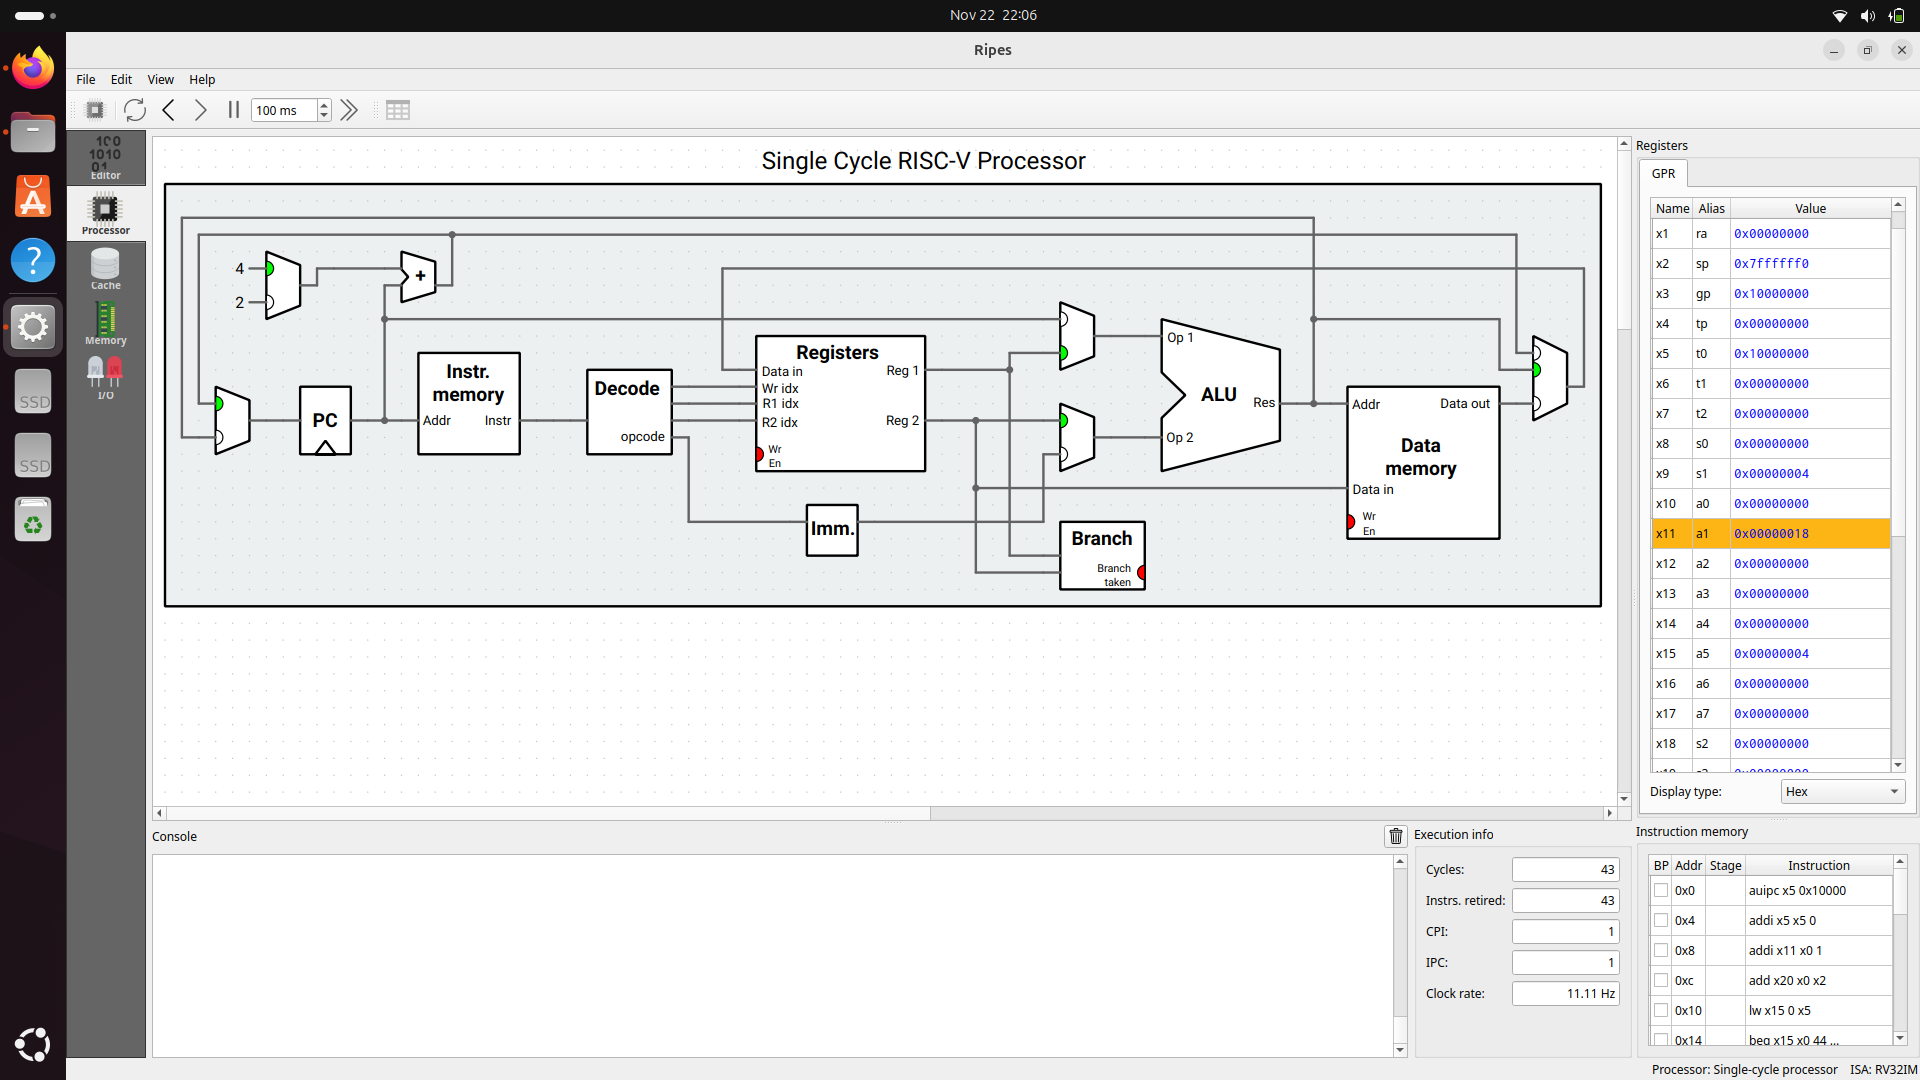 Nov 22 22:06
Ripes
File Edit View Help
100 ms
Editor
Processor
Cache
Memory
I/O
SSD
SSD
Single Cycle RISC-V Processor
4
2
+
PC
Instr. memory
Addr Instr
Decode
opcode
Registers
Data in
Wr idx
R1 idx
R2 idx
Wr En
Reg 1
Reg 2
Imm.
Op 1
Op 2
ALU
Res
Branch
Branch taken
Addr Data out
Data memory
Data in
Wr En
Registers
GPR
Name Alias Value
x1 ra 0x00000000
x2 sp 0x7ffffff0
x3 gp 0x10000000
x4 tp 0x00000000
x5 t0 0x10000000
x6 t1 0x00000000
x7 t2 0x00000000
x8 s0 0x00000000
x9 s1 0x00000004
x10 a0 0x00000000
x11 a1 0x00000018
x12 a2 0x00000000
x13 a3 0x00000000
x14 a4 0x00000000
x15 a5 0x00000004
x16 a6 0x00000000
x17 a7 0x00000000
x18 s2 0x00000000
Display type: Hex
Console
Execution info
Cycles: 43
Instrs. retired: 43
CPI: 1
IPC: 1
Clock rate: 11.11 Hz
Instruction memory
BP Addr Stage Instruction
0x0 auipc x5 0x10000
0x4 addi x5 x5 0
0x8 addi x11 x0 1
0xc add x20 x0 x2
0x10 lw x15 0 x5
0x14 beq x15 x0 44 ...
Processor: Single-cycle processor ISA: RV32IM